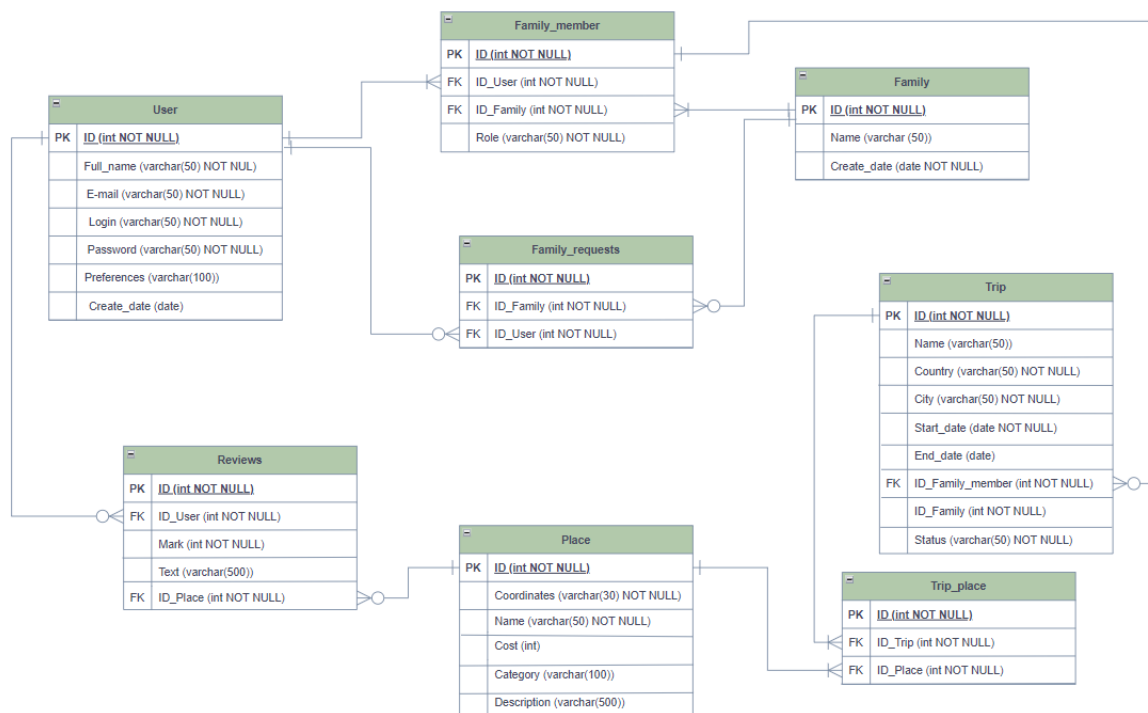 Family_member
PK ID (int NOT NULL)
FK ID_User (int NOT NULL)
FK ID_Family (int NOT NULL)
Role (varchar(50) NOT NULL)
Family
PK ID (int NOT NULL)
Name (varchar (50))
Create_date (date NOT NULL)
User
PK ID (int NOT NULL)
Full_name (varchar(50) NOT NUL)
E-mail (varchar(50) NOT NULL)
Login (varchar(50) NOT NULL)
Password (varchar(50) NOT NULL)
Preferences (varchar(100))
Create_date (date)
Family_requests
PK ID (int NOT NULL)
FK ID_Family (int NOT NULL)
FK ID_User (int NOT NULL)
Trip
PK ID (int NOT NULL)
Name (varchar(50))
Country (varchar(50) NOT NULL)
City (varchar(50) NOT NULL)
Start_date (date NOT NULL)
End_date (date)
FK ID_Family_member (int NOT NULL)
ID_Family (int NOT NULL)
Status (varchar(50) NOT NULL)
Reviews
PK ID (int NOT NULL)
FK ID_User (int NOT NULL)
Mark (int NOT NULL)
Text (varchar(500))
FK ID_Place (int NOT NULL)
Place
PK ID (int NOT NULL)
Coordinates (varchar(30) NOT NULL)
Name (varchar(50) NOT NULL)
Cost (int)
Category (varchar(100))
Description (varchar(500))
Trip_place
PK ID (int NOT NULL)
FK ID_Trip (int NOT NULL)
FK ID_Place (int NOT NULL)